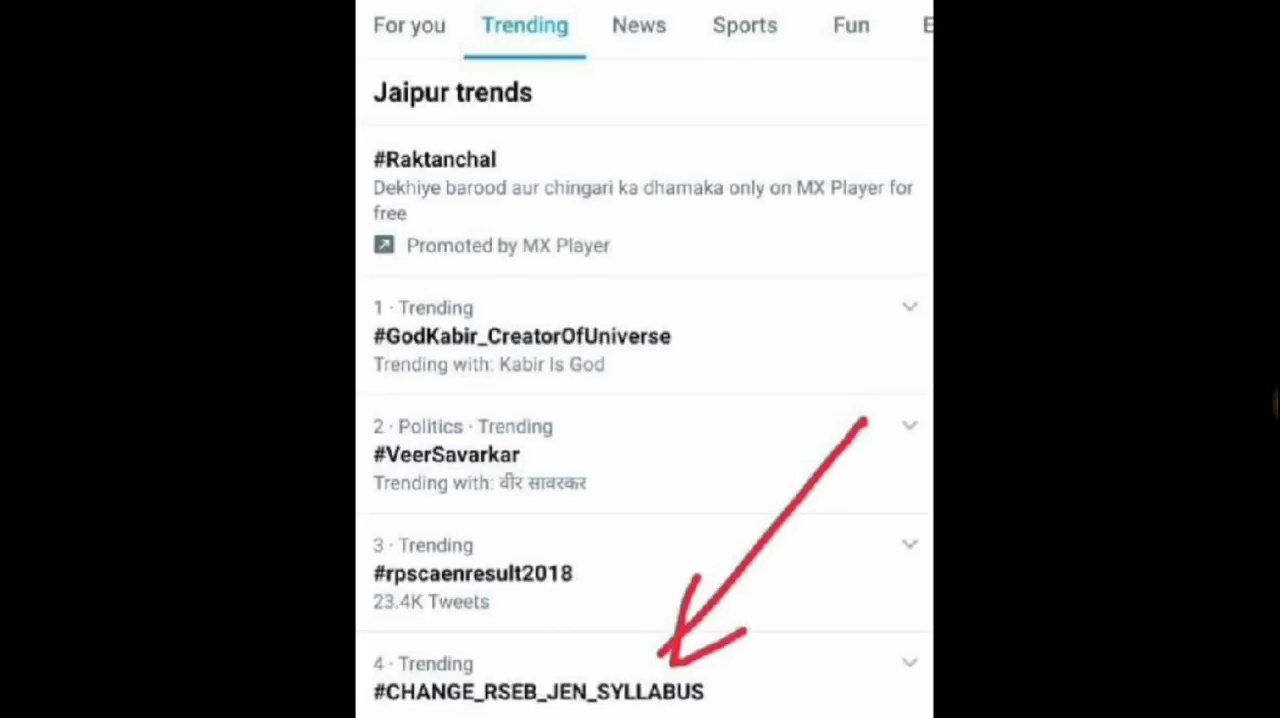 For you Trending News Sports Fun
Jaipur trends
#Raktanchal
Dekhiye barood aur chingari ka dhamaka only on MX Player for
free
Promoted by MX Player
1 · Trending
#GodKabir_CreatorOfUniverse
Trending with: Kabir Is God
2 · Politics · Trending
#VeerSavarkar
Trending with: वीर सावरकर
3 · Trending
#rpscaenresult2018
23.4K Tweets
4 · Trending
#CHANGE_RSEB_JEN_SYLLABUS